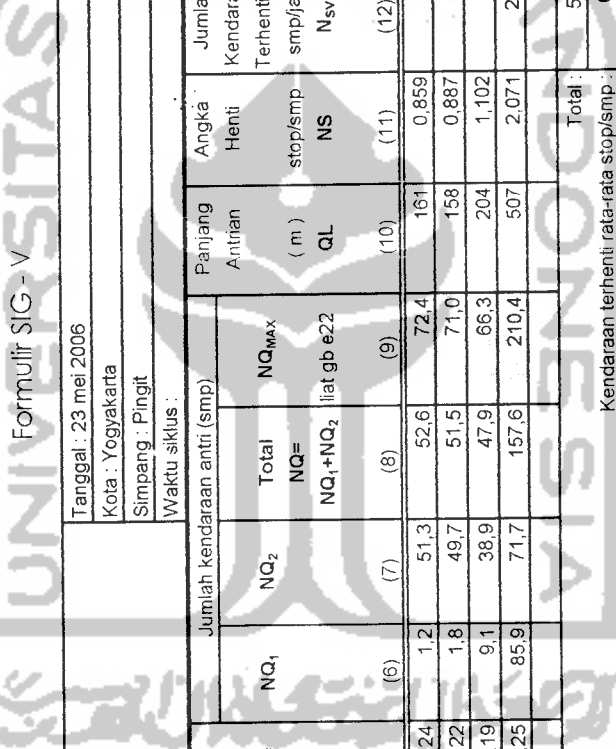 Formulir SIG - V
Tanggal : 23 mei 2006
Kota : Yogyakarta
Simpang : Pingit
Waktu siklus :
Jumlah kendaraan antri (smp)
NQ₁
NQ₂
Total
NQ=
NQ₁+NQ₂
NQMAX
liat gb e22
Panjang
Antrian
( m )
QL
Angka
Henti
stop/smp
NS
Terhenti
Nsv
(6) (7) (8) (9) (10) (11) (12)
24 1,2 51,3 52,6 72,4 161 0,859
22 1,8 49,7 51,5 71,0 158 0,887
19 9,1 38,9 47,9 66,3 204 1,102
25 85,9 71,7 157,6 210,4 507 2,071 2
Total : 5
Kendaraan terhenti rata-rata stop/smp :
UNIVERSITAS